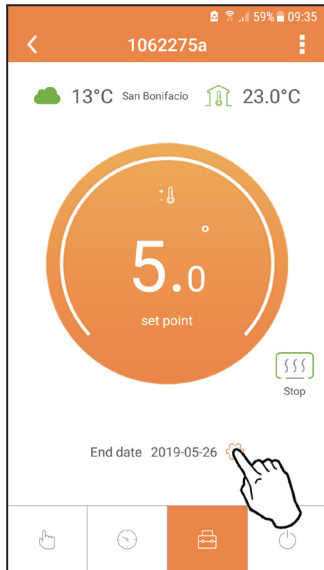 59% 09:35
1062275a
13°C San Bonifacio 23.0°C
5.0°
set point
Stop
End date 2019-05-26